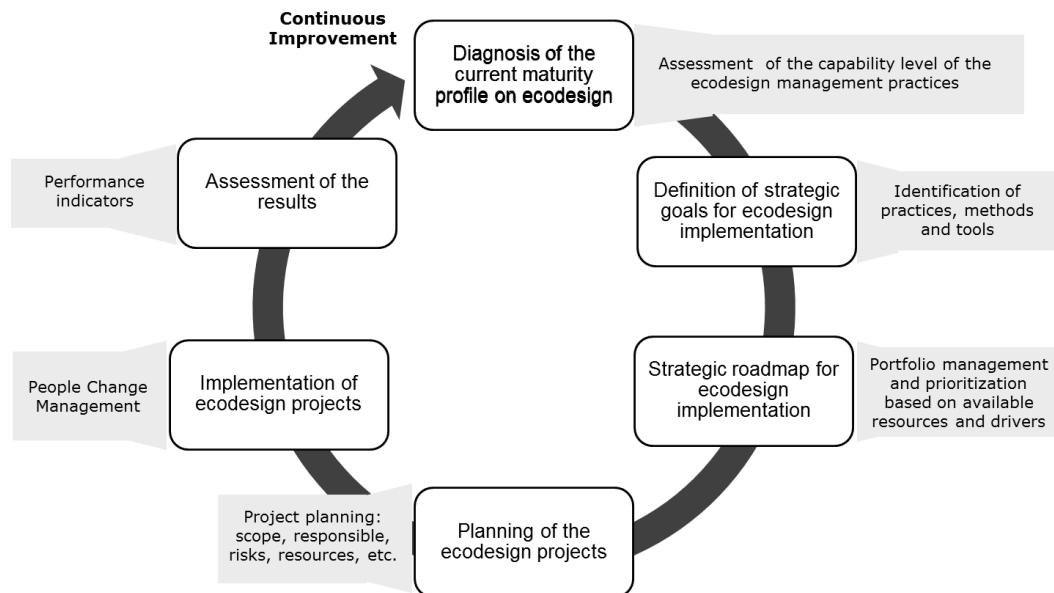 Continuous
Improvement
Diagnosis of the
current maturity
profile on ecodesign
Assessment of the capability level of the
ecodesign management practices
Definition of strategic
goals for ecodesign
implementation
Identification of
practices, methods
and tools
Strategic roadmap for
ecodesign
implementation
Portfolio management
and prioritization
based on available
resources and drivers
Planning of the
ecodesign projects
Project planning:
scope, responsible,
risks, resources, etc.
Implementation of
ecodesign projects
People Change
Management
Assessment of the
results
Performance
indicators